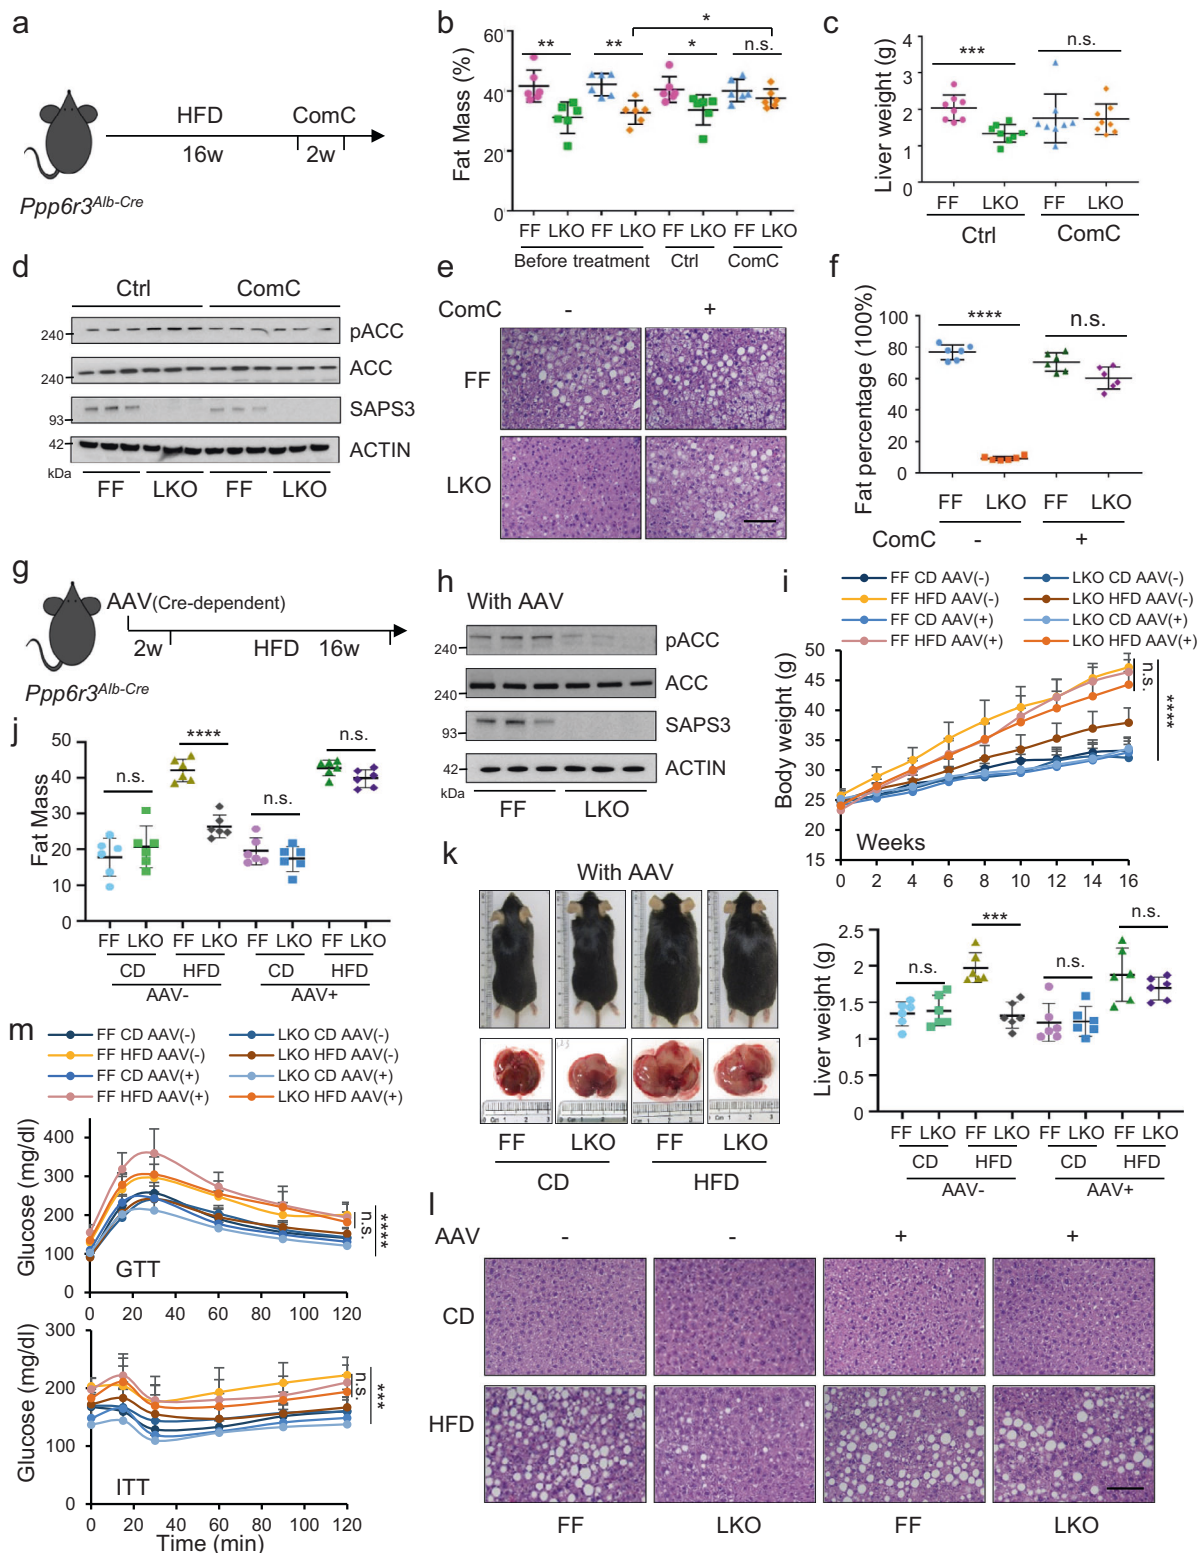 a
HFD
ComC
16w
2w
Ppp6r3Alb-Cre
b
Fat Mass (%)
60
40
20
0
**
**
*
*
n.s.
FF LKO FF LKO FF LKO FF LKO
Before treatment Ctrl ComC
c
Liver weight (g)
4
3
2
1
0
***
n.s.
FF LKO FF LKO
Ctrl ComC
d
Ctrl ComC
240 pACC
240 ACC
93 SAPS3
42 ACTIN
kDa
FF LKO FF LKO
e
ComC - +
FF
LKO
f
Fat percentage (100%)
100
80
60
40
20
0
****
n.s.
FF LKO FF LKO
ComC - +
g
AAV(Cre-dependent)
2w HFD 16w
Ppp6r3Alb-Cre
h
With AAV
240 pACC
240 ACC
93 SAPS3
42 ACTIN
kDa
FF LKO
i
FF CD AAV(-) LKO CD AAV(-)
FF HFD AAV(-) LKO HFD AAV(-)
FF CD AAV(+) LKO CD AAV(+)
FF HFD AAV(+) LKO HFD AAV(+)
Body weight (g)
50
45
40
35
30
25
20
15
n.s.
****
Weeks
0 2 4 6 8 10 12 14 16
j
Fat Mass
50
40
30
20
10
0
n.s.
****
n.s.
n.s.
FF LKO FF LKO FF LKO FF LKO
CD HFD CD HFD
AAV- AAV+
k
With AAV
0 Cm 1 2 3
FF LKO FF LKO
CD HFD
Liver weight (g)
2.5
2
1.5
1
0.5
0
n.s.
***
n.s.
n.s.
FF LKO FF LKO FF LKO FF LKO
CD HFD CD HFD
AAV- AAV+
l
AAV - - + +
CD
HFD
FF LKO FF LKO
m
FF CD AAV(-) LKO CD AAV(-)
FF HFD AAV(-) LKO HFD AAV(-)
FF CD AAV(+) LKO CD AAV(+)
FF HFD AAV(+) LKO HFD AAV(+)
Glucose (mg/dl)
400
300
200
100
0
n.s.
****
GTT
0 20 40 60 80 100 120
Glucose (mg/dl)
300
200
100
0
n.s.
***
ITT
0 20 40 60 80 100 120
Time (min)